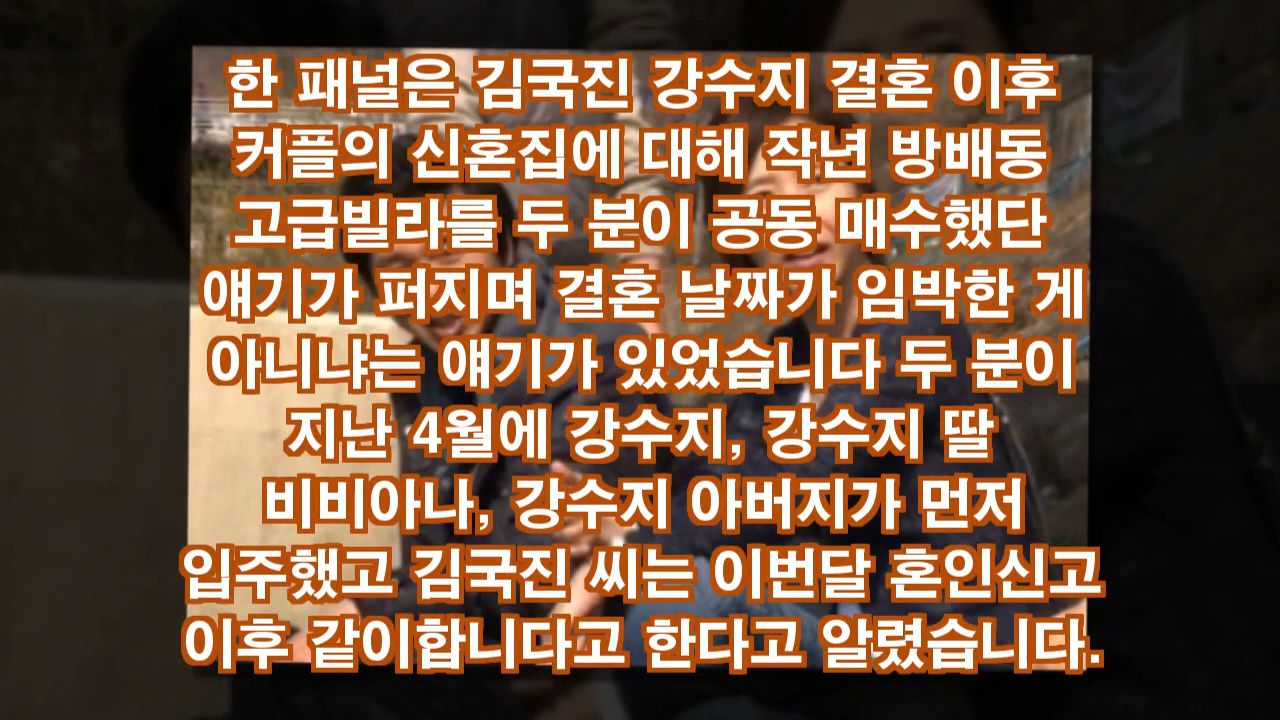 한 패널은 김국진 강수지 결혼 이후
커플의 신혼집에 대해 작년 방배동
고급빌라를 두 분이 공동 매수했단
얘기가 퍼지며 결혼 날짜가 임박한 게
아니냐는 얘기가 있었습니다 두 분이
지난 4월에 강수지, 강수지 딸
비비아나, 강수지 아버지가 먼저
입주했고 김국진 씨는 이번달 혼인신고
이후 같이합니다고 한다고 알렸습니다.